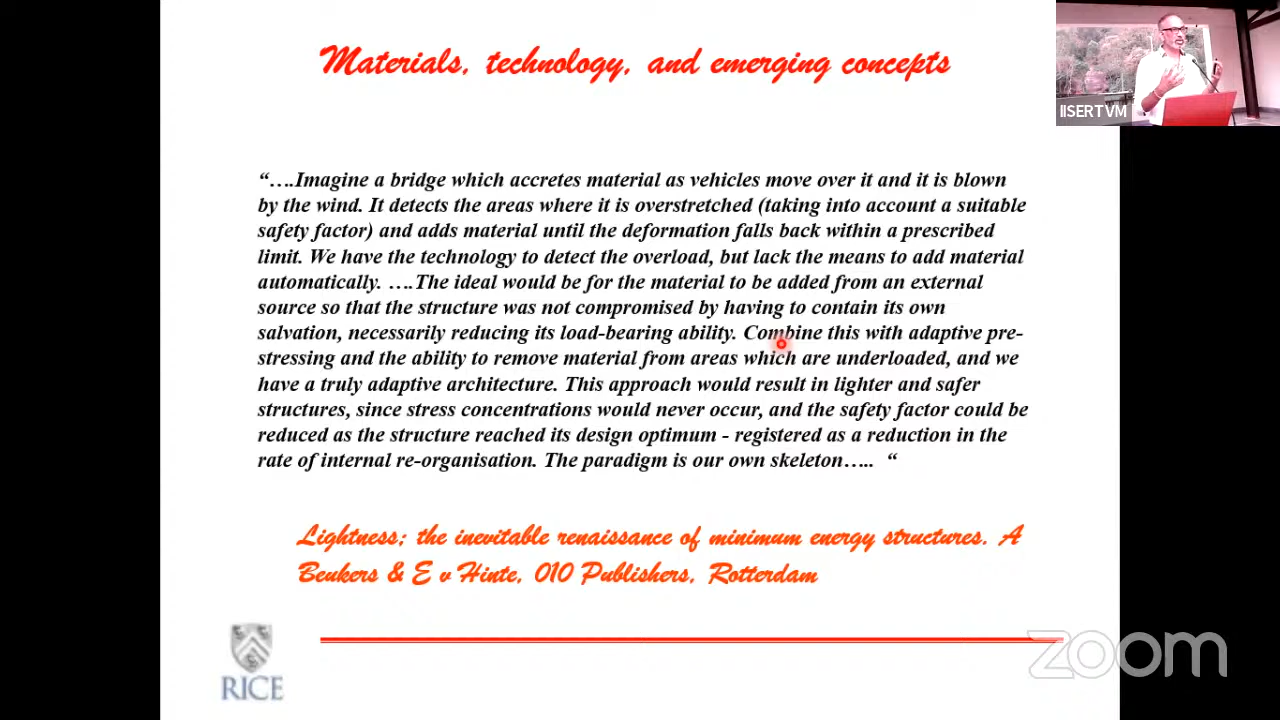 Materials, technology, and emerging concepts
IISERTVM
“….Imagine a bridge which accretes material as vehicles move over it and it is blown
by the wind. It detects the areas where it is overstretched (taking into account a suitable
safety factor) and adds material until the deformation falls back within a prescribed
limit. We have the technology to detect the overload, but lack the means to add material
automatically. ….The ideal would be for the material to be added from an external
source so that the structure was not compromised by having to contain its own
salvation, necessarily reducing its load-bearing ability. Combine this with adaptive pre-
stressing and the ability to remove material from areas which are underloaded, and we
have a truly adaptive architecture. This approach would result in lighter and safer
structures, since stress concentrations would never occur, and the safety factor could be
reduced as the structure reached its design optimum - registered as a reduction in the
rate of internal re-organisation. The paradigm is our own skeleton….. “
Lightness; the inevitable renaissance of minimum energy structures. A
Beukers & E v Hinte, 010 Publishers, Rotterdam
RICE
zoom